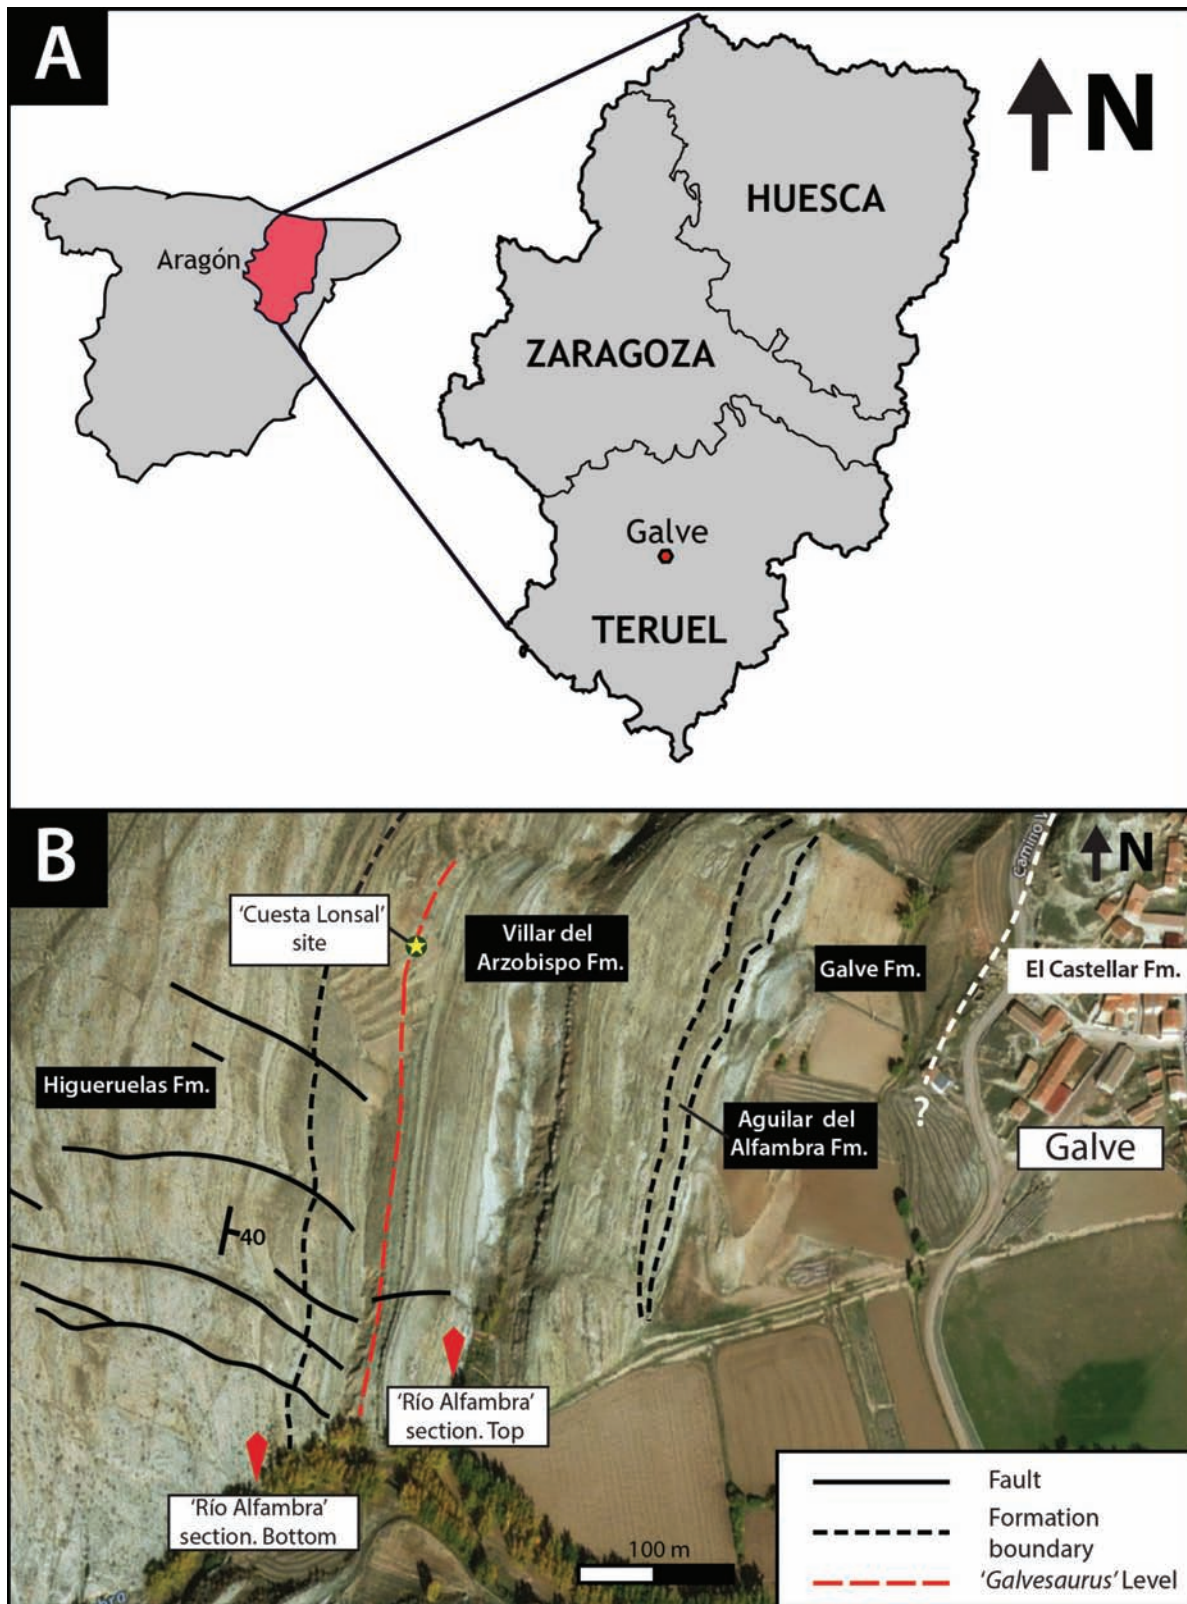 A
N
HUESCA
Aragón
ZARAGOZA
Galve
TERUEL
B
N
Camino V
'Cuesta Lonsal'
site
Villar del
Arzobispo Fm.
Galve Fm.
El Castellar Fm.
Higueruelas Fm.
Aguilar del
Alfambra Fm.
?
Galve
40
'Río Alfambra'
section. Top
'Río Alfambra'
section. Bottom
100 m
Fault
Formation
boundary
'Galvesaurus' Level